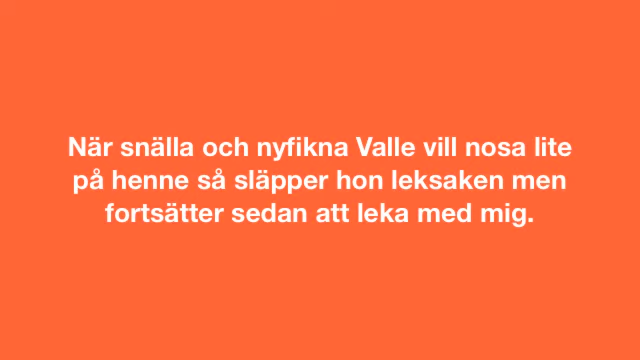 När snälla och nyfikna Valle vill nosa lite
på henne så släpper hon leksaken men
fortsätter sedan att leka med mig.